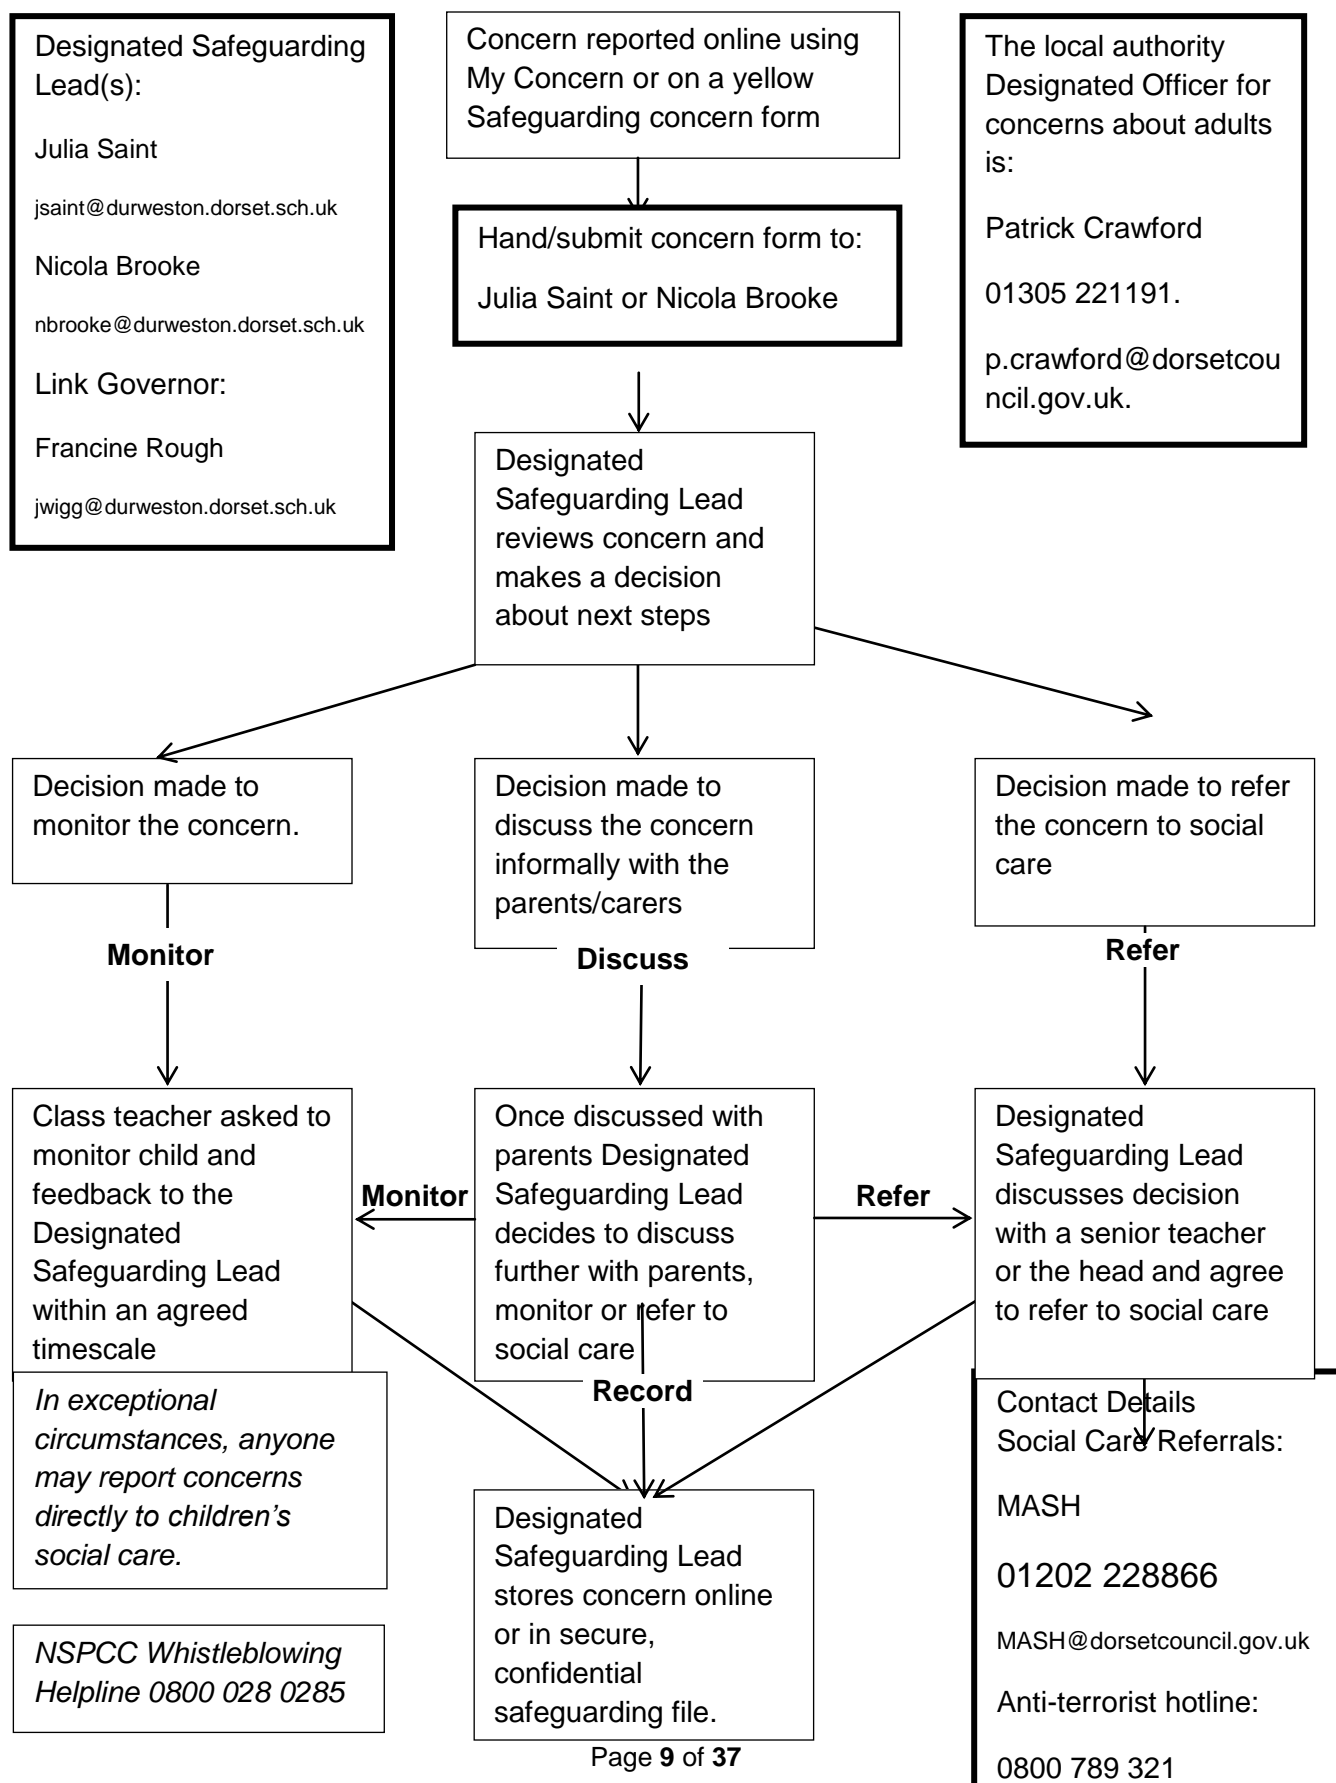 Designated Safeguarding
Lead(s):
Julia Saint
jsaint@durweston.dorset.sch.uk
Nicola Brooke
nbrooke@durweston.dorset.sch.uk
Link Governor:
Francine Rough
jwigg@durweston.dorset.sch.uk
Concern reported online using
My Concern or on a yellow
Safeguarding concern form
The local authority
Designated Officer for
concerns about adults
is:
Patrick Crawford
01305 221191.
p.crawford@dorsetcou
ncil.gov.uk.
Hand/submit concern form to:
Julia Saint or Nicola Brooke
Designated
Safeguarding Lead
reviews concern and
makes a decision
about next steps
Decision made to
monitor the concern.
Decision made to
discuss the concern
informally with the
parents/carers
Decision made to refer
the concern to social
care
Monitor
Discuss
Refer
Class teacher asked to
monitor child and
feedback to the
Designated
Safeguarding Lead
within an agreed
timescale
Monitor
Once discussed with
parents Designated
Safeguarding Lead
decides to discuss
further with parents,
monitor or refer to
social care
Refer
Designated
Safeguarding Lead
discusses decision
with a senior teacher
or the head and agree
to refer to social care
Record
In exceptional
circumstances, anyone
may report concerns
directly to children’s
social care.
NSPCC Whistleblowing
Helpline 0800 028 0285
Designated
Safeguarding Lead
stores concern online
or in secure,
confidential
safeguarding file.
Contact Details
Social Care Referrals:
MASH
01202 228866
MASH@dorsetcouncil.gov.uk
Anti-terrorist hotline:
0800 789 321
Page 9 of 37